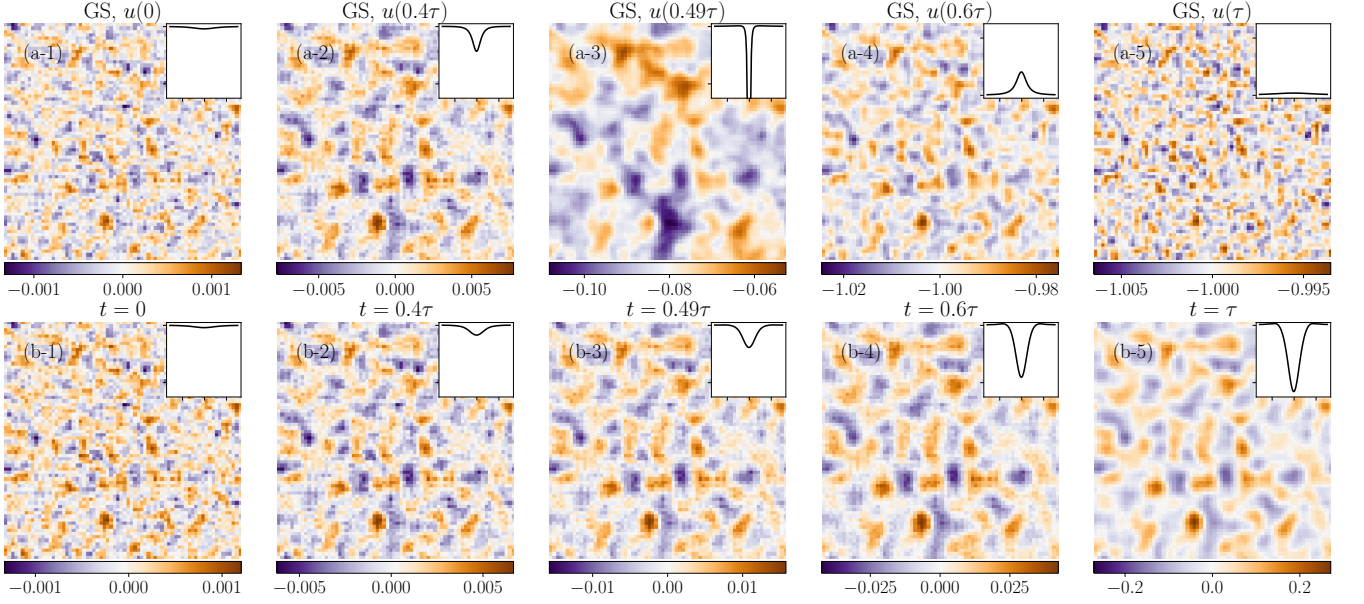 GS, u(0)
GS, u(0.4τ)
GS, u(0.49τ)
GS, u(0.6τ)
GS, u(τ)
(a-1)
(a-2)
(a-3)
(a-4)
(a-5)
−0.001 0.000 0.001
−0.005 0.000 0.005
−0.10 −0.08 −0.06
−1.02 −1.00 −0.98
−1.005 −1.000 −0.995
t = 0
t = 0.4τ
t = 0.49τ
t = 0.6τ
t = τ
(b-1)
(b-2)
(b-3)
(b-4)
(b-5)
−0.001 0.000 0.001
−0.005 0.000 0.005
−0.01 0.00 0.01
−0.025 0.000 0.025
−0.2 0.0 0.2